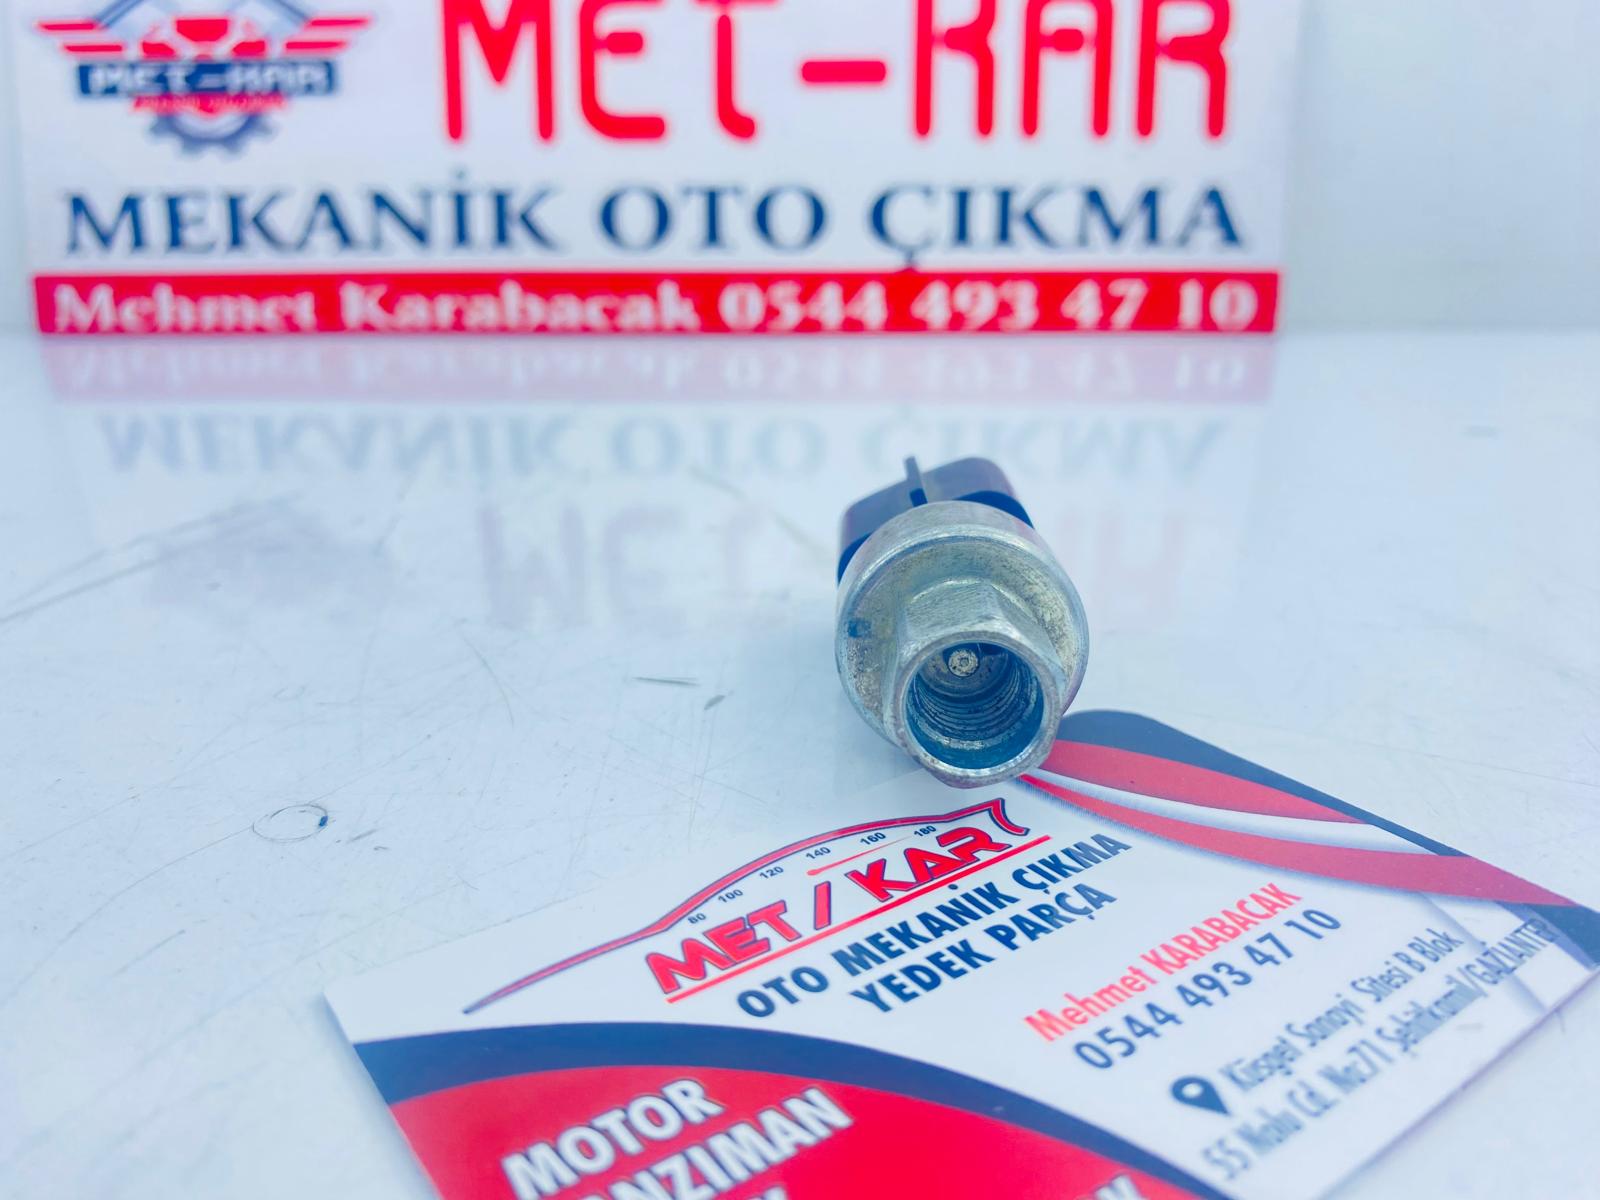 MET-KAR
MET-KAR
MEKANİK OTO ÇIKMA
Mehmet Karabacak 0544 493 47 10
80 100 120 140 160 180
MET / KAR
OTO MEKANİK ÇIKMA
YEDEK PARÇA
Mehmet KARABACAK
0544 493 47 10
Küsget Sanayi Sitesi B Blok
55 Nolu Cd. No:71 Şehitkamil/GAZİANTEP
MOTOR